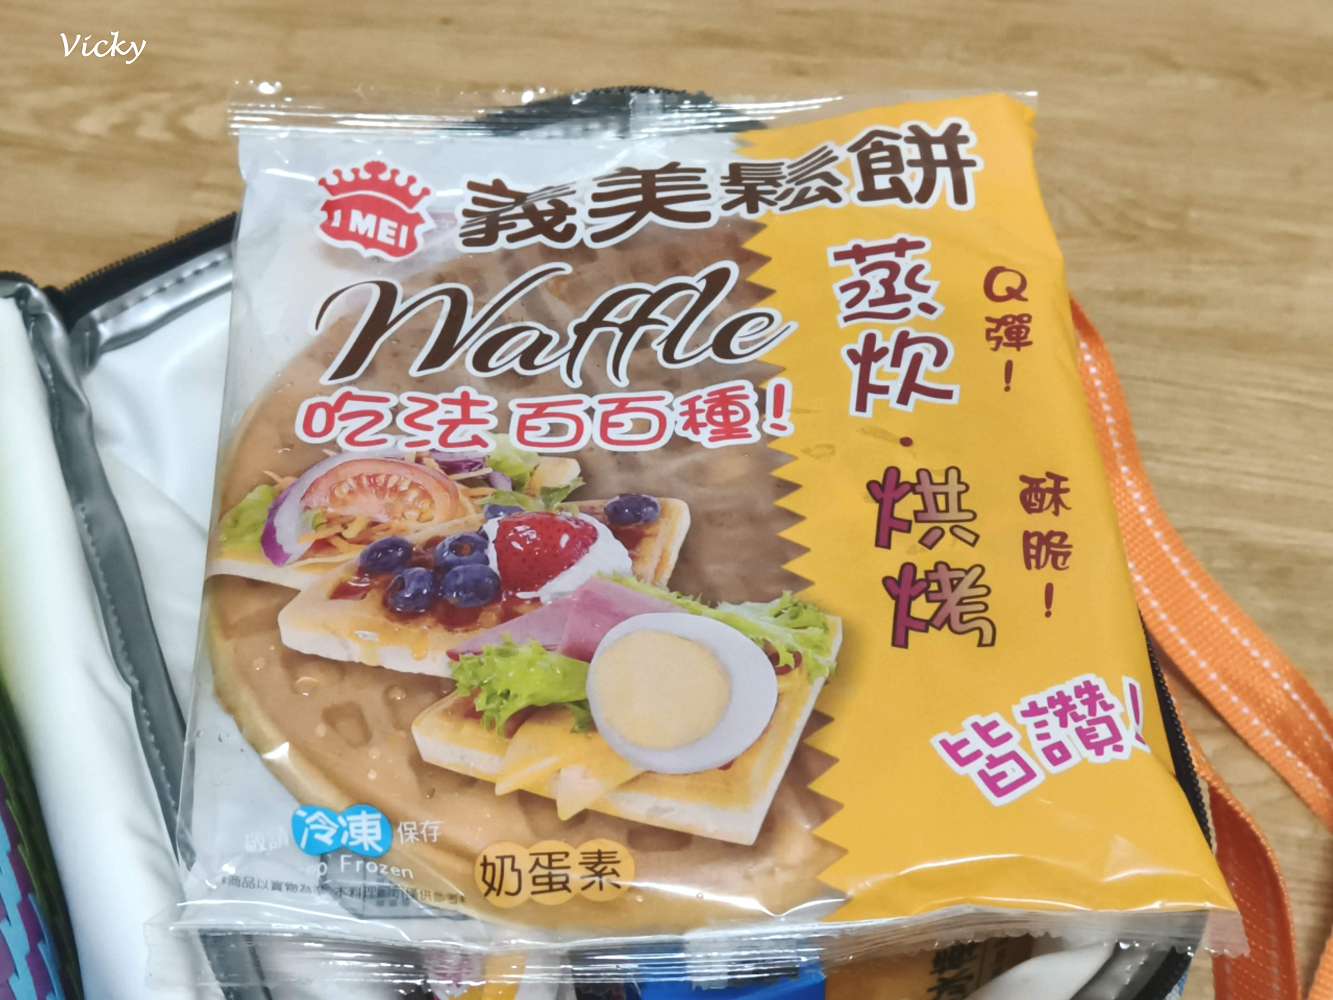 Vicky
I MEI
義美鬆餅
Waffle
吃法百百種!
蒸炊·烘烤
Q彈!
酥脆!
皆讚!
冷凍保存
Frozen
奶蛋素